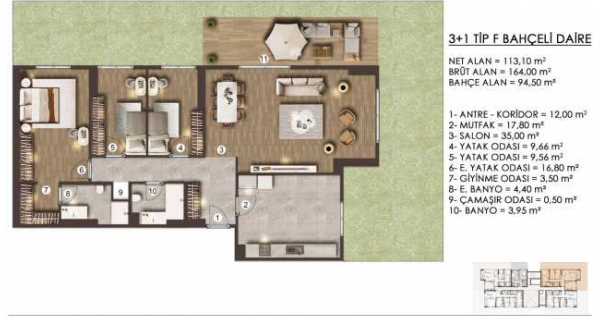 3+1 TİP F BAHÇELİ DAİRE
NET ALAN = 113,10 m²
BRÜT ALAN = 164,00 m²
BAHÇE ALAN = 94,50 m²
1- ANTRE - KORİDOR = 12,00 m²
2- MUTFAK = 17,80 m²
3- SALON = 35,00 m²
4- YATAK ODASI = 9,66 m²
5- YATAK ODASI = 9,56 m²
6- E. YATAK ODASI = 16,80 m²
7- GİYİNME ODASI = 3,50 m²
8- E. BANYO = 4,40 m²
9- ÇAMAŞIR ODASI = 0,50 m²
10- BANYO = 3,95 m²
11
5
4
3
6
7
8
9
10
1
2